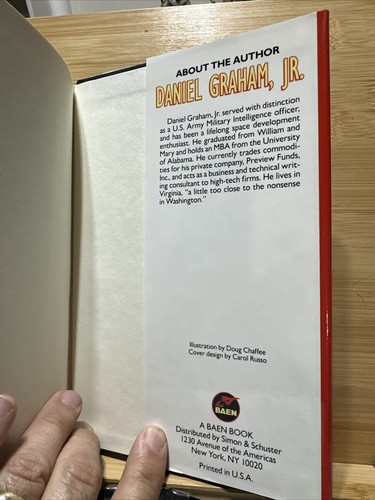 ABOUT THE AUTHOR
DANIEL GRAHAM, JR.
Daniel Graham, Jr. served with distinction
as a U.S. Army Military Intelligence officer,
and has been a lifelong space development
enthusiast. He graduated from William and
Mary and holds an MBA from the University
of Alabama. He currently trades commodi-
ties for his private company, Preview Funds,
Inc., and acts as a business and technical writ-
ing consultant to high-tech firms. He lives in
Virginia, "a little too close to the nonsense
in Washington."
Illustration by Doug Chaffee
Cover design by Carol Russo
BAEN
A BAEN BOOK
Distributed by Simon & Schuster
1230 Avenue of the Americas
New York, NY 10020
Printed in U.S.A.